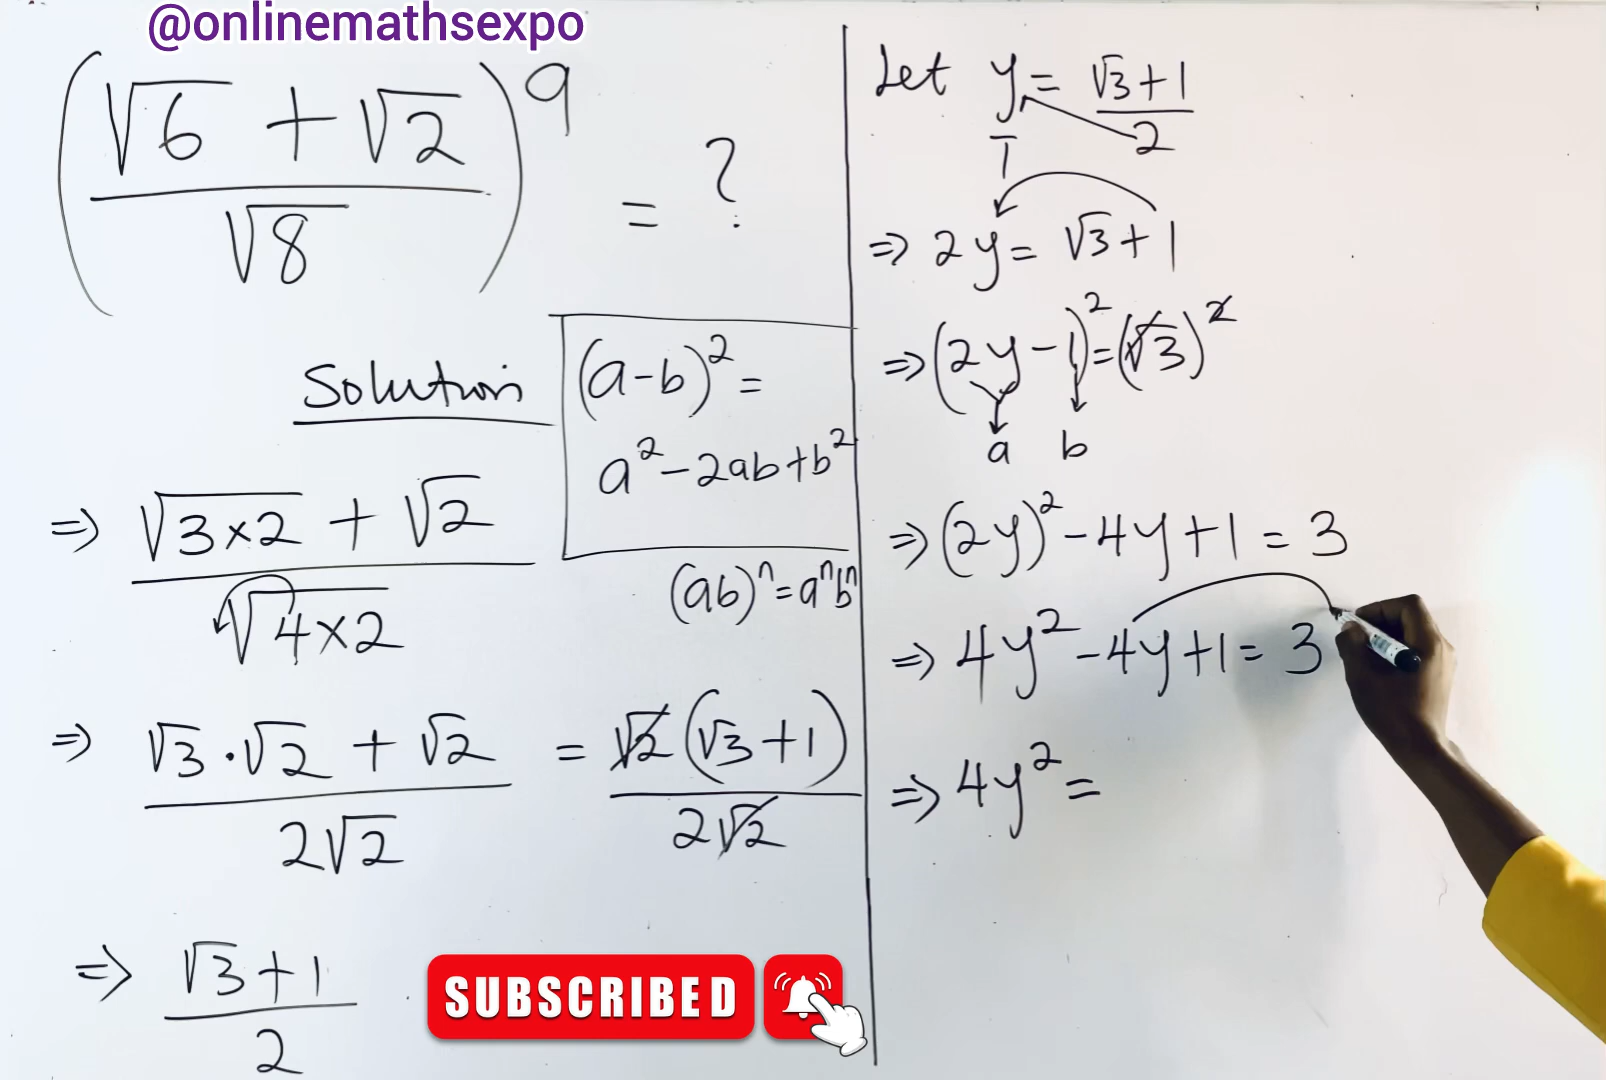 @onlinemathsexpo
(√6 + √2 / √8)^9 = ?
Solution
(a-b)² =
a² - 2ab + b²
(ab)ⁿ = aⁿbⁿ
⇒ √3×2 + √2 / √4×2
⇒ √3 · √2 + √2 / 2√2 = √2(√3+1) / 2√2
⇒ √3+1 / 2
Let y = √3+1 / 2
1
⇒ 2y = √3+1
⇒ (2y-1)² = (√3)²
a b
⇒ (2y)² - 4y + 1 = 3
⇒ 4y² - 4y + 1 = 3
⇒ 4y² =
SUBSCRIBED